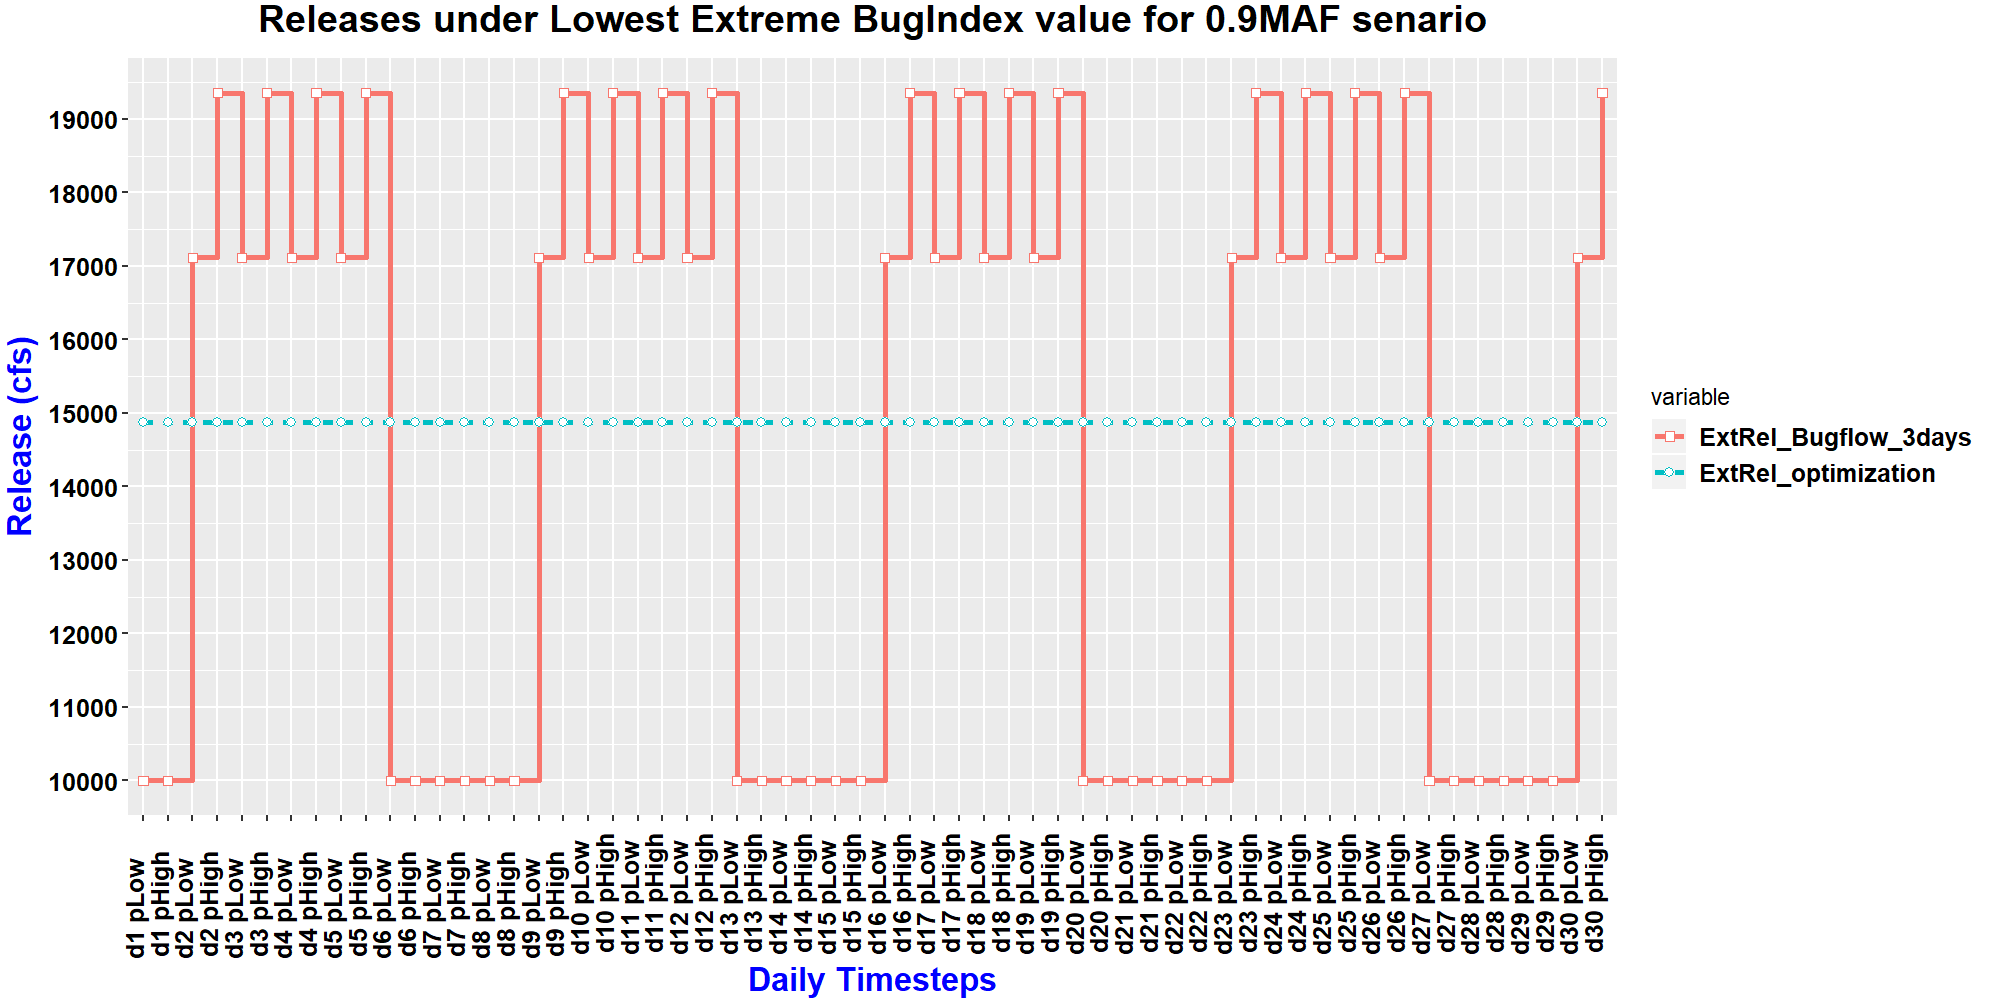 Releases under Lowest Extreme BugIndex value for 0.9MAF senario
Release (cfs)
19000
18000
17000
16000
15000
14000
13000
12000
11000
10000
d1 pLow
d1 pHigh
d2 pLow
d2 pHigh
d3 pLow
d3 pHigh
d4 pLow
d4 pHigh
d5 pLow
d5 pHigh
d6 pLow
d6 pHigh
d7 pLow
d7 pHigh
d8 pLow
d8 pHigh
d9 pLow
d9 pHigh
d10 pLow
d10 pHigh
d11 pLow
d11 pHigh
d12 pLow
d12 pHigh
d13 pLow
d13 pHigh
d14 pLow
d14 pHigh
d15 pLow
d15 pHigh
d16 pLow
d16 pHigh
d17 pLow
d17 pHigh
d18 pLow
d18 pHigh
d19 pLow
d19 pHigh
d20 pLow
d20 pHigh
d21 pLow
d21 pHigh
d22 pLow
d22 pHigh
d23 pLow
d23 pHigh
d24 pLow
d24 pHigh
d25 pLow
d25 pHigh
d26 pLow
d26 pHigh
d27 pLow
d27 pHigh
d28 pLow
d28 pHigh
d29 pLow
d29 pHigh
d30 pLow
d30 pHigh
Daily Timesteps
variable
ExtRel_Bugflow_3days
ExtRel_optimization